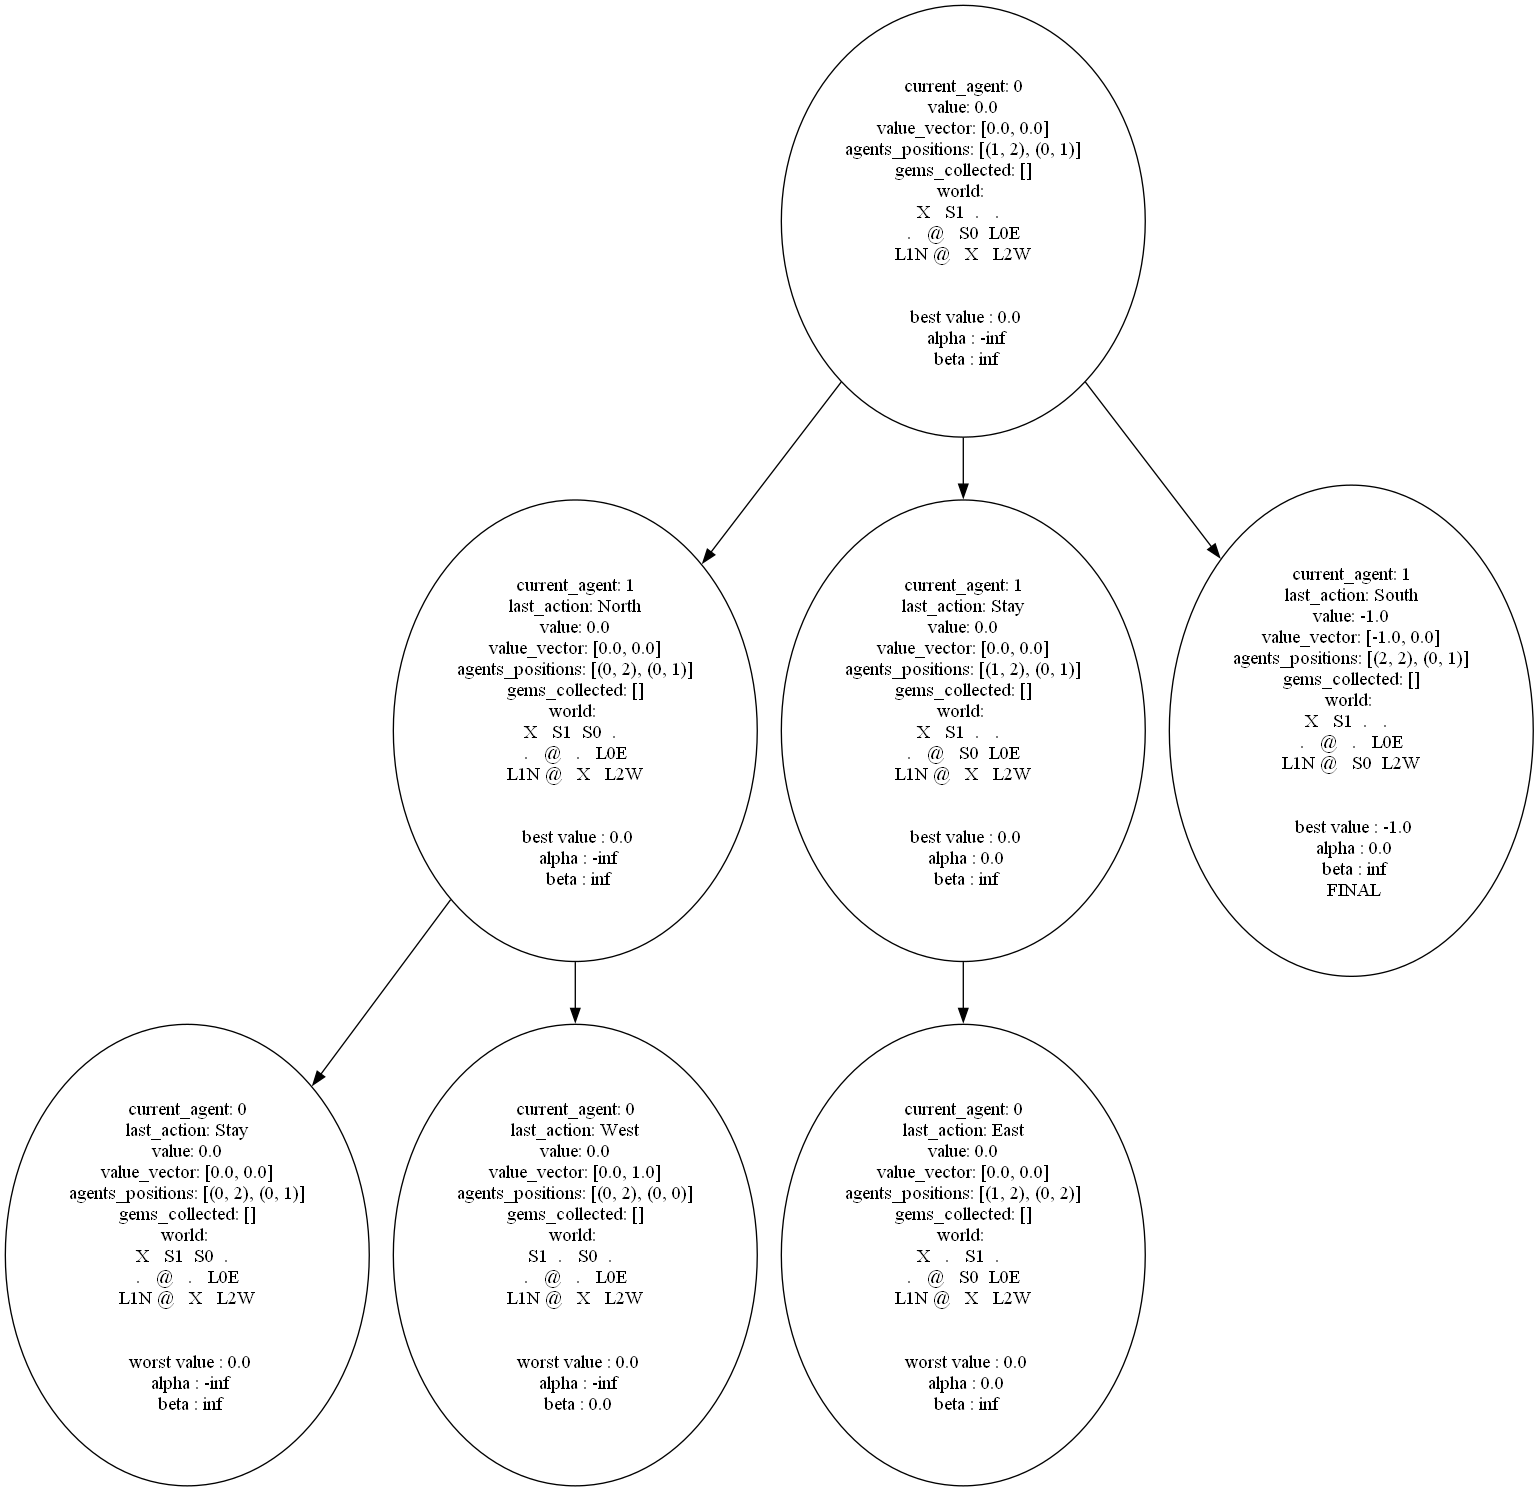 current_agent: 0
value: 0.0
value_vector: [0.0, 0.0]
agents_positions: [(1, 2), (0, 1)]
gems_collected: []
world:
X S1 . .
. @ S0 L0E
L1N @ X L2W
best value : 0.0
alpha : -inf
beta : inf
current_agent: 1
last_action: North
value: 0.0
value_vector: [0.0, 0.0]
agents_positions: [(0, 2), (0, 1)]
gems_collected: []
world:
X S1 S0 .
. @ . L0E
L1N @ X L2W
best value : 0.0
alpha : -inf
beta : inf
current_agent: 1
last_action: Stay
value: 0.0
value_vector: [0.0, 0.0]
agents_positions: [(1, 2), (0, 1)]
gems_collected: []
world:
X S1 . .
. @ S0 L0E
L1N @ X L2W
best value : 0.0
alpha : 0.0
beta : inf
current_agent: 1
last_action: South
value: -1.0
value_vector: [-1.0, 0.0]
agents_positions: [(2, 2), (0, 1)]
gems_collected: []
world:
X S1 . .
. @ . L0E
L1N @ S0 L2W
best value : -1.0
alpha : 0.0
beta : inf
FINAL
current_agent: 0
last_action: Stay
value: 0.0
value_vector: [0.0, 0.0]
agents_positions: [(0, 2), (0, 1)]
gems_collected: []
world:
X S1 S0 .
. @ . L0E
L1N @ X L2W
worst value : 0.0
alpha : -inf
beta : inf
current_agent: 0
last_action: West
value: 0.0
value_vector: [0.0, 1.0]
agents_positions: [(0, 2), (0, 0)]
gems_collected: []
world:
S1 . S0 .
. @ . L0E
L1N @ X L2W
worst value : 0.0
alpha : -inf
beta : 0.0
current_agent: 0
last_action: East
value: 0.0
value_vector: [0.0, 0.0]
agents_positions: [(1, 2), (0, 2)]
gems_collected: []
world:
X . S1 .
. @ S0 L0E
L1N @ X L2W
worst value : 0.0
alpha : 0.0
beta : inf